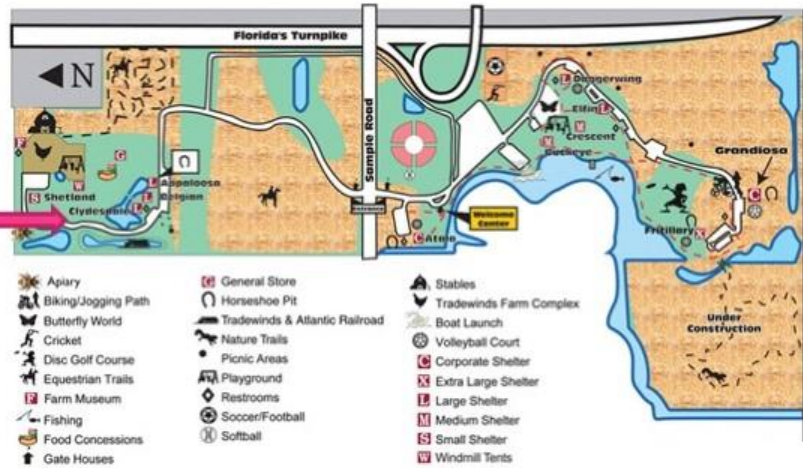 Florida's Turnpike
N
Sample Road
Daggerwing
Elfin
Crescent
Buckeye
Grandiosa
F
G
W
S Shetland
L Appaloosa
L Belgian
Clydesdale L
Entrance
Welcome Center
C Atala
Fritillary X
C
L
L
M
M
Under Construction
Apiary
Biking/Jogging Path
Butterfly World
Cricket
Disc Golf Course
Equestrian Trails
F Farm Museum
Fishing
Food Concessions
Gate Houses
G General Store
Horseshoe Pit
Tradewinds & Atlantic Railroad
Nature Trails
Picnic Areas
Playground
Restrooms
Soccer/Football
Softball
Stables
Tradewinds Farm Complex
Boat Launch
Volleyball Court
C Corporate Shelter
X Extra Large Shelter
L Large Shelter
M Medium Shelter
S Small Shelter
W Windmill Tents